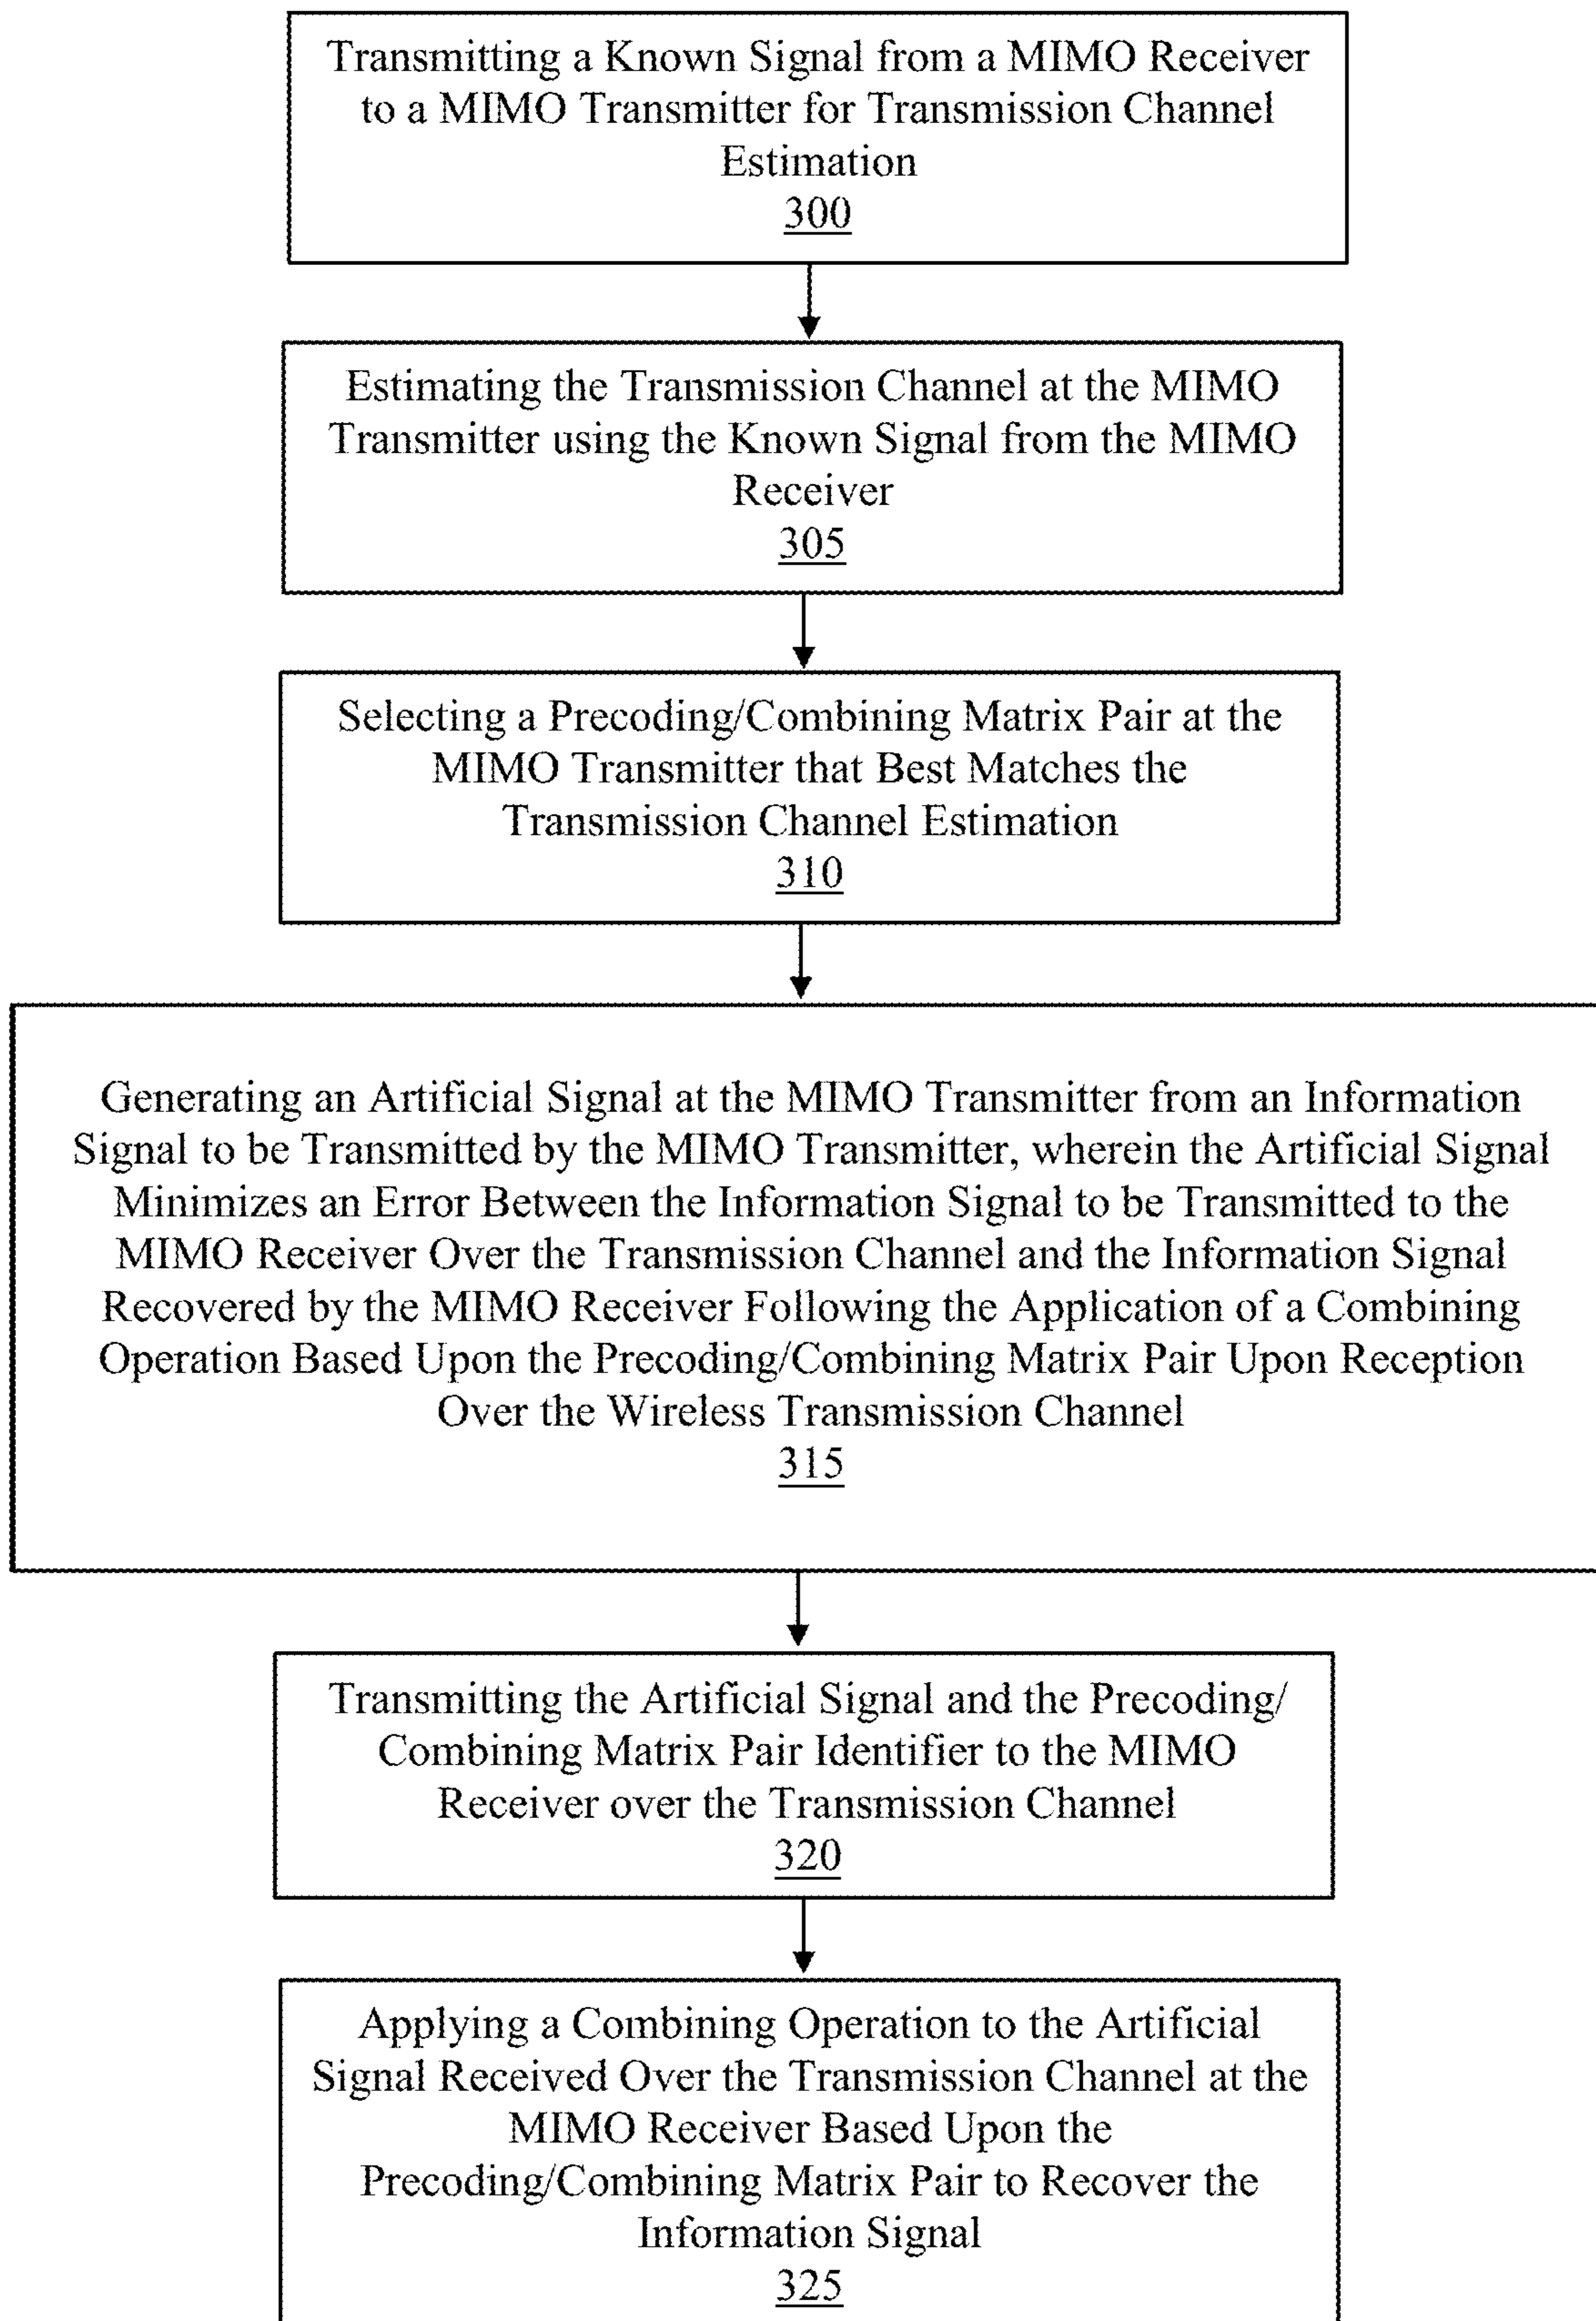 Transmitting a Known Signal from a MIMO Receiver
to a MIMO Transmitter for Transmission Channel
Estimation
300
Estimating the Transmission Channel at the MIMO
Transmitter using the Known Signal from the MIMO
Receiver
305
Selecting a Precoding/Combining Matrix Pair at the
MIMO Transmitter that Best Matches the
Transmission Channel Estimation
310
Generating an Artificial Signal at the MIMO Transmitter from an Information
Signal to be Transmitted by the MIMO Transmitter, wherein the Artificial Signal
Minimizes an Error Between the Information Signal to be Transmitted to the
MIMO Receiver Over the Transmission Channel and the Information Signal
Recovered by the MIMO Receiver Following the Application of a Combining
Operation Based Upon the Precoding/Combining Matrix Pair Upon Reception
Over the Wireless Transmission Channel
315
Transmitting the Artificial Signal and the Precoding/
Combining Matrix Pair Identifier to the MIMO
Receiver over the Transmission Channel
320
Applying a Combining Operation to the Artificial
Signal Received Over the Transmission Channel at the
MIMO Receiver Based Upon the
Precoding/Combining Matrix Pair to Recover the
Information Signal
325